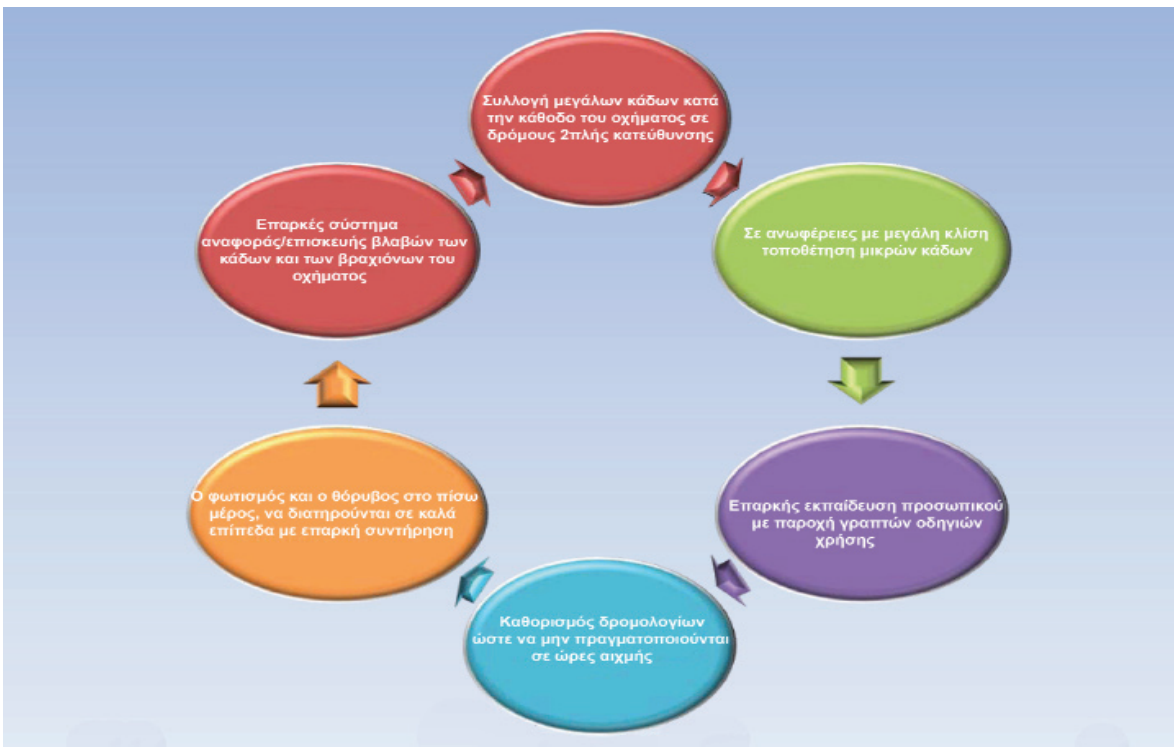 Συλλογή μεγάλων κάδων κατά
την κάθοδο του οχήματος σε
δρόμους 2πλής κατεύθυνσης
Σε ανωφέρειες με μεγάλη κλίση
τοποθέτηση μικρών κάδων
Επαρκής εκπαίδευση προσωπικού
με παροχή γραπτών οδηγιών
χρήσης
Καθορισμός δρομολογίων
ώστε να μην πραγματοποιούνται
σε ώρες αιχμής
Ο φωτισμός και ο θόρυβος στο πίσω
μέρος, να διατηρούνται σε καλά
επίπεδα με επαρκή συντήρηση
Επαρκές σύστημα
αναφοράς/επισκευής βλαβών των
κάδων και των βραχιόνων του
οχήματος